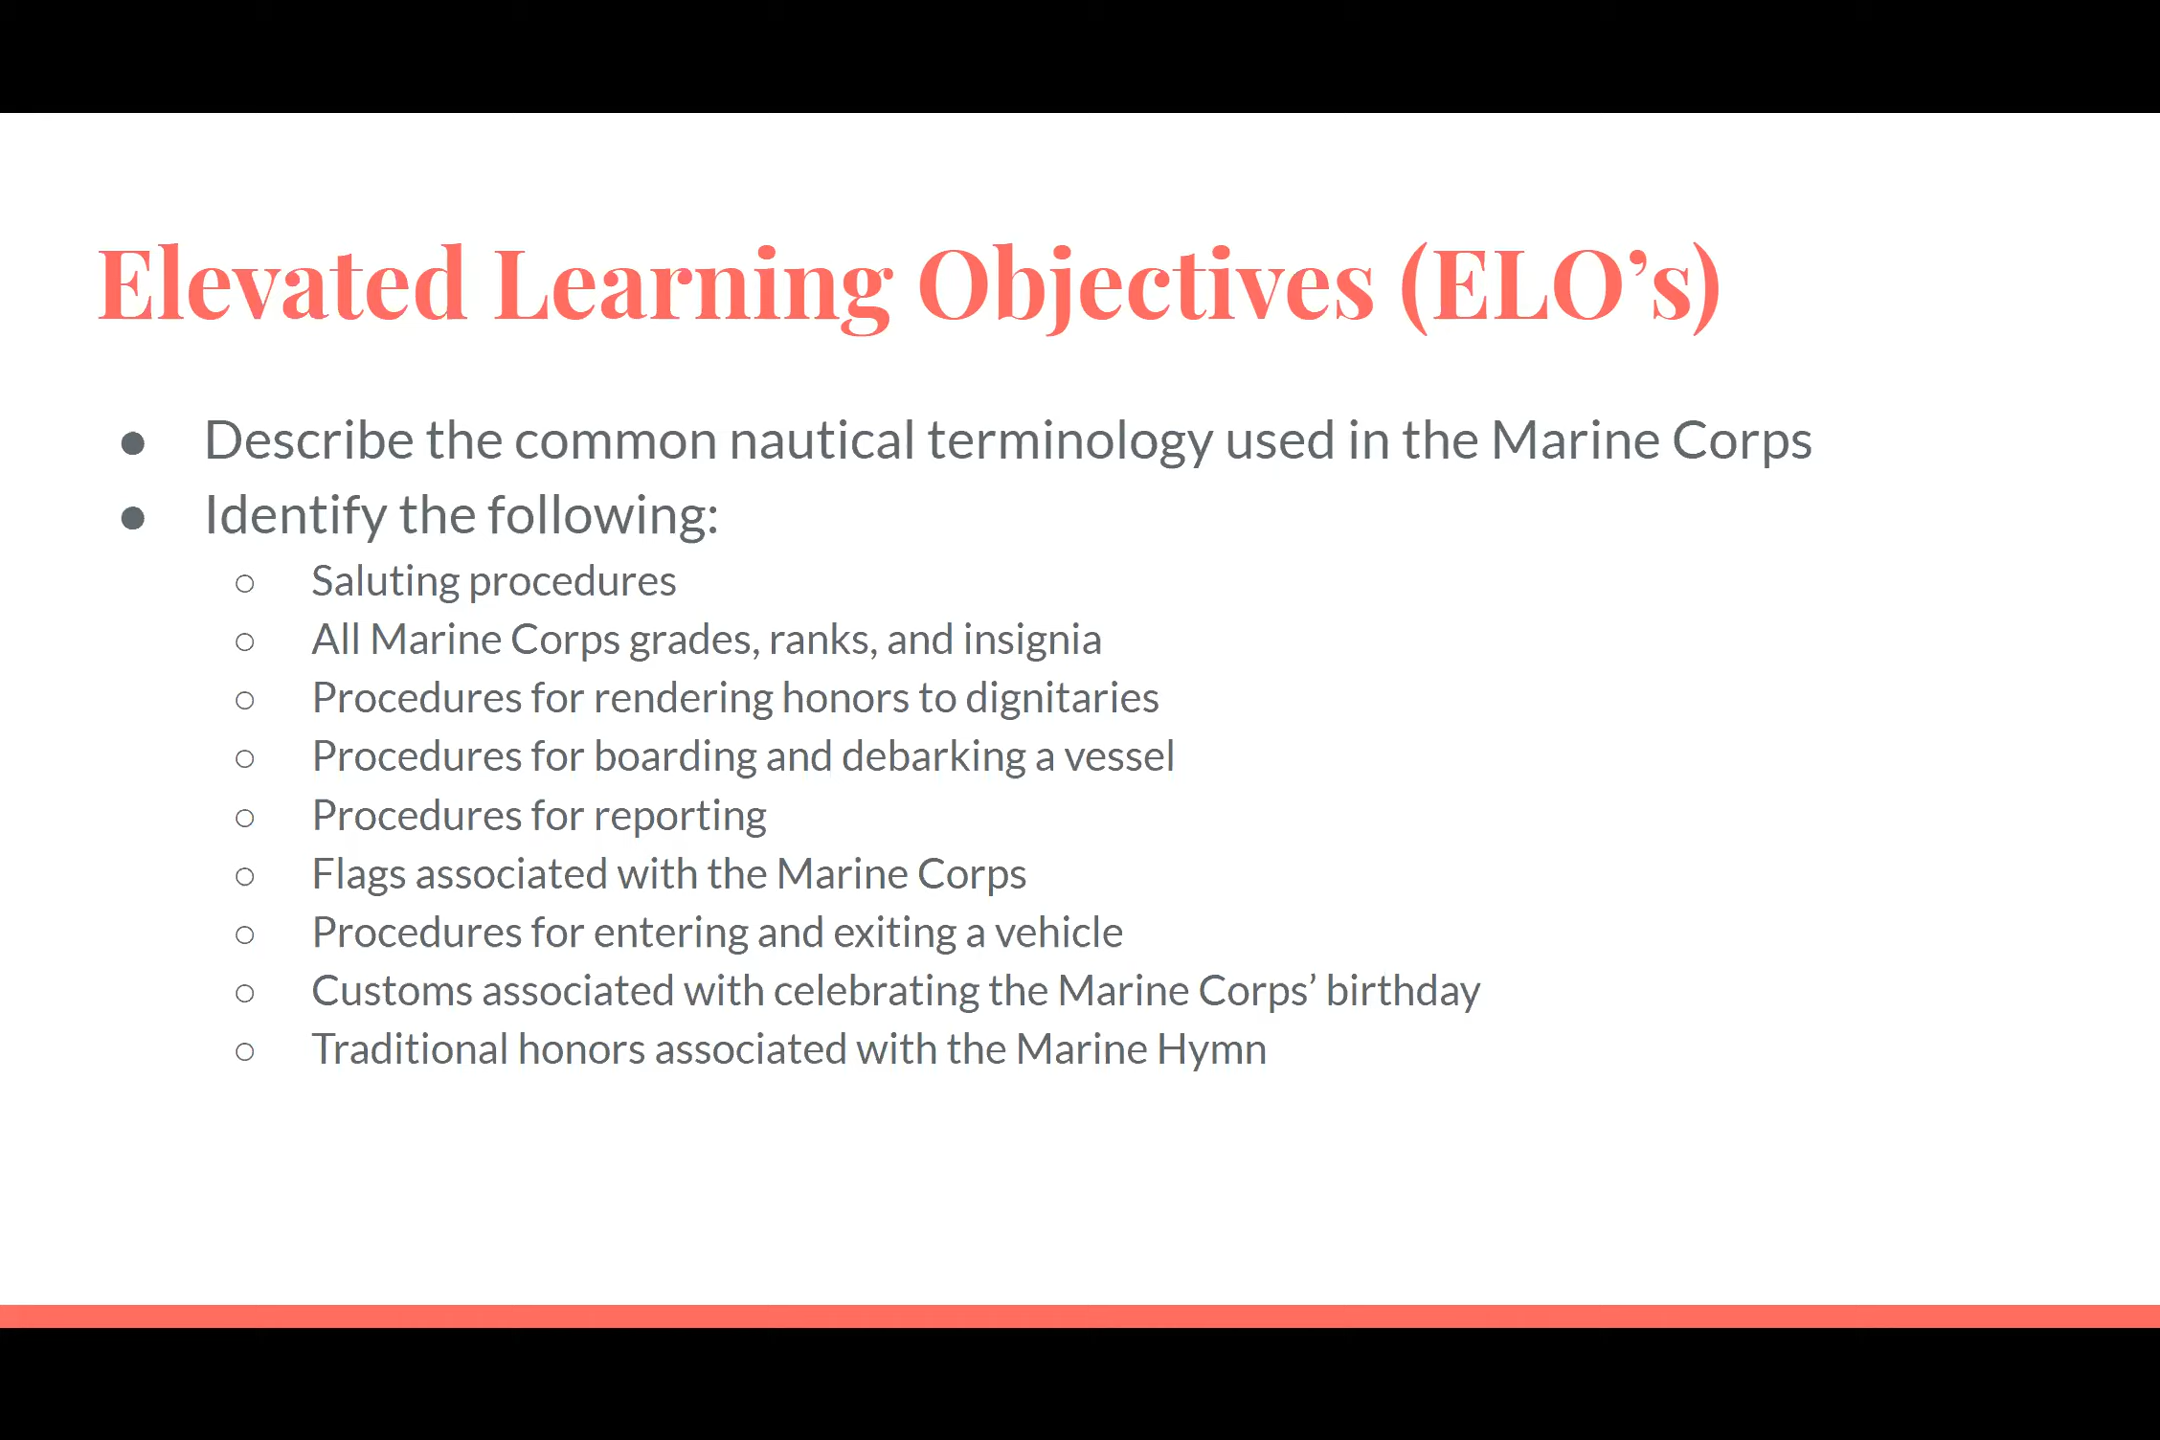 Elevated Learning Objectives (ELO’s)
● Describe the common nautical terminology used in the Marine Corps
● Identify the following:
○ Saluting procedures
○ All Marine Corps grades, ranks, and insignia
○ Procedures for rendering honors to dignitaries
○ Procedures for boarding and debarking a vessel
○ Procedures for reporting
○ Flags associated with the Marine Corps
○ Procedures for entering and exiting a vehicle
○ Customs associated with celebrating the Marine Corps’ birthday
○ Traditional honors associated with the Marine Hymn